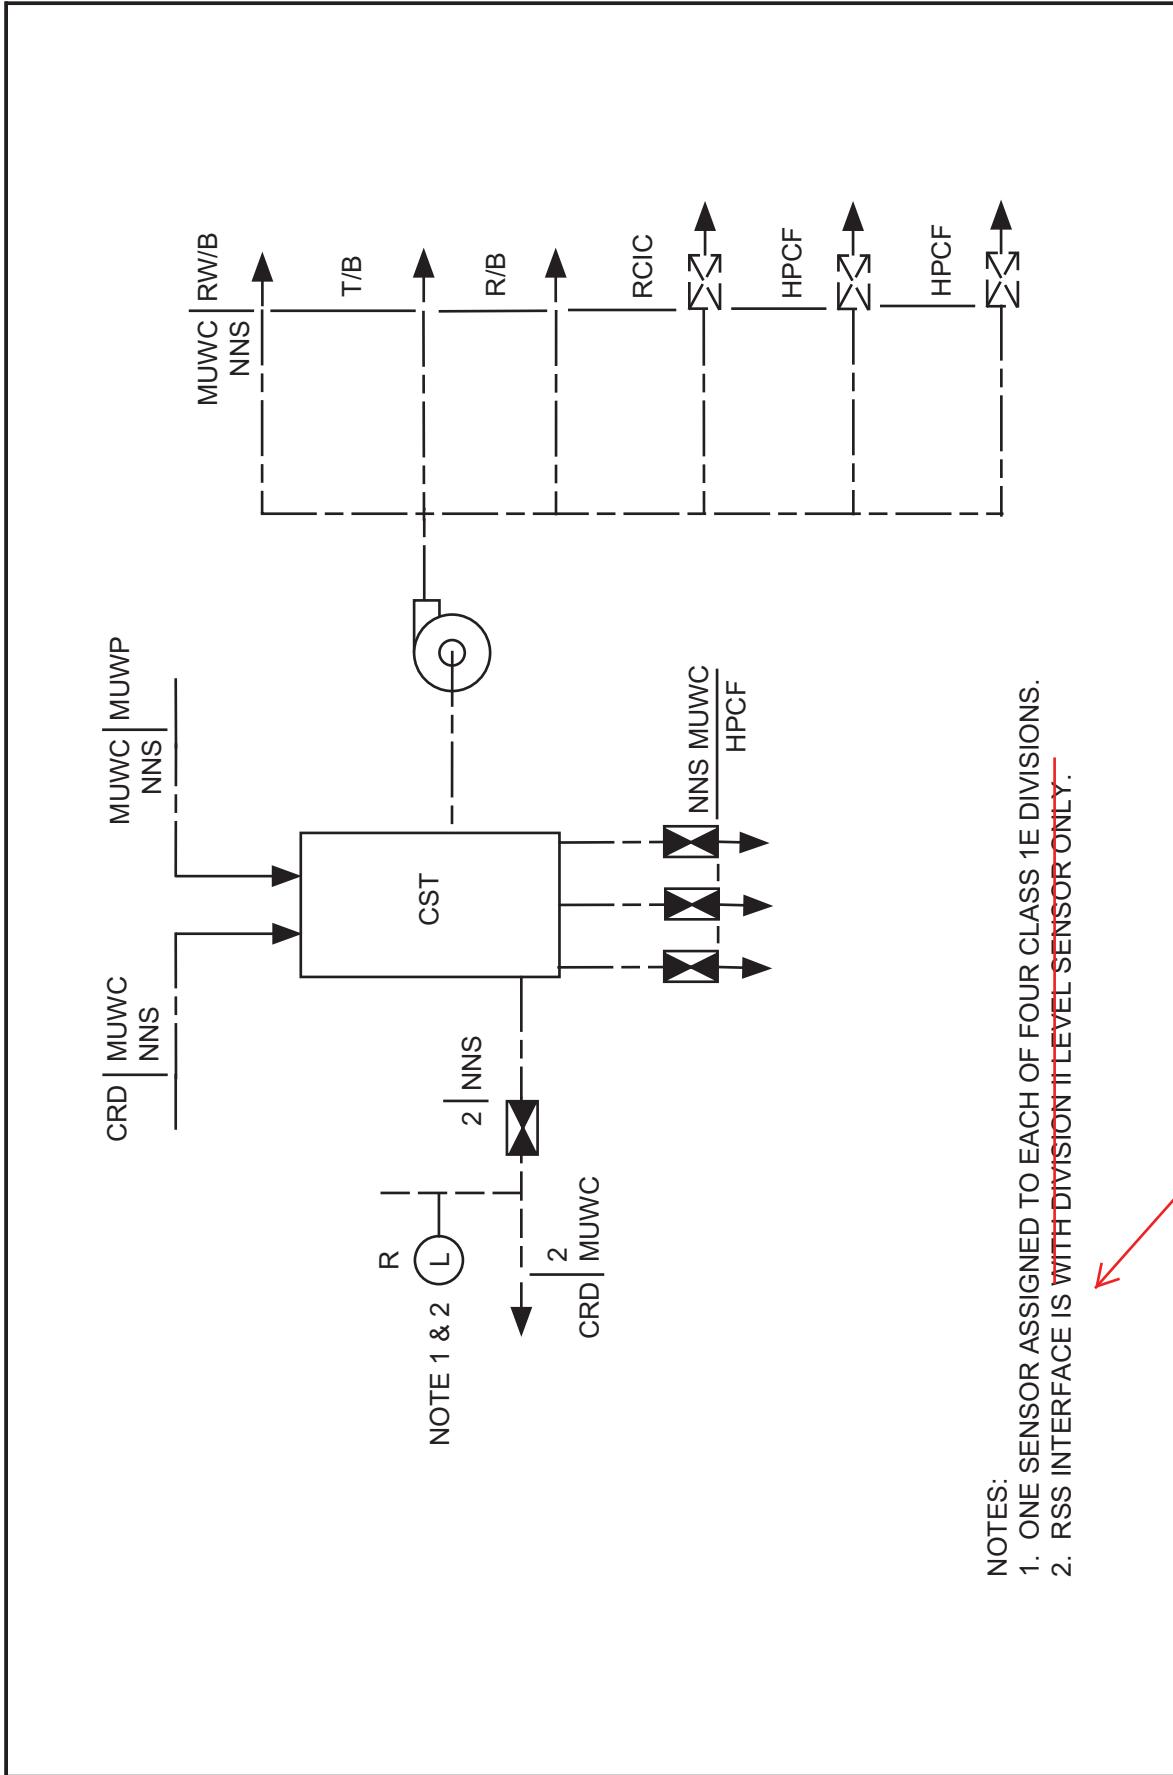 CRD | MUWC
NNS
MUWC | MUWP
NNS
MUWC | RW/B
NNS
T/B
R/B
RCIC
HPCF
HPCF
R
L
NOTE 1 & 2
2 | NNS
CRD | 2
MUWC
CST
NNS MUWC
HPCF
NOTES:
1. ONE SENSOR ASSIGNED TO EACH OF FOUR CLASS 1E DIVISIONS.
2. RSS INTERFACE IS WITH DIVISION II LEVEL SENSOR ONLY.